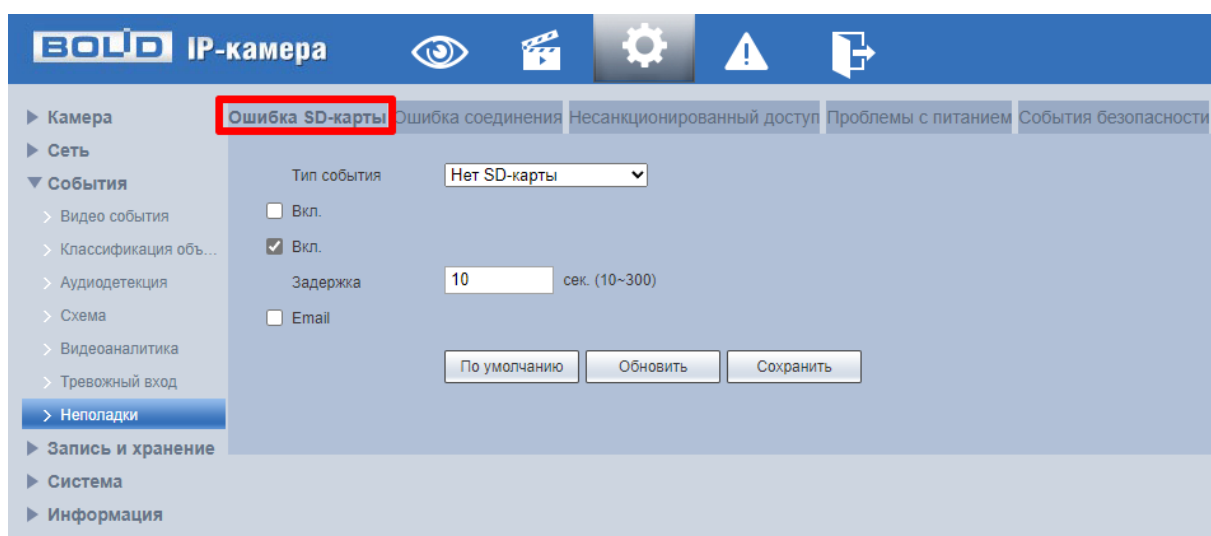 BOLID IP-камера
Камера
Сеть
События
Видео события
Классификация объ...
Аудиодетекция
Схема
Видеоаналитика
Тревожный вход
Неполадки
Запись и хранение
Система
Информация
Ошибка SD-карты Ошибка соединения Несанкционированный доступ Проблемы с питанием События безопасности
Тип события Нет SD-карты
Вкл.
Вкл.
Задержка 10 сек. (10~300)
Email
По умолчанию Обновить Сохранить